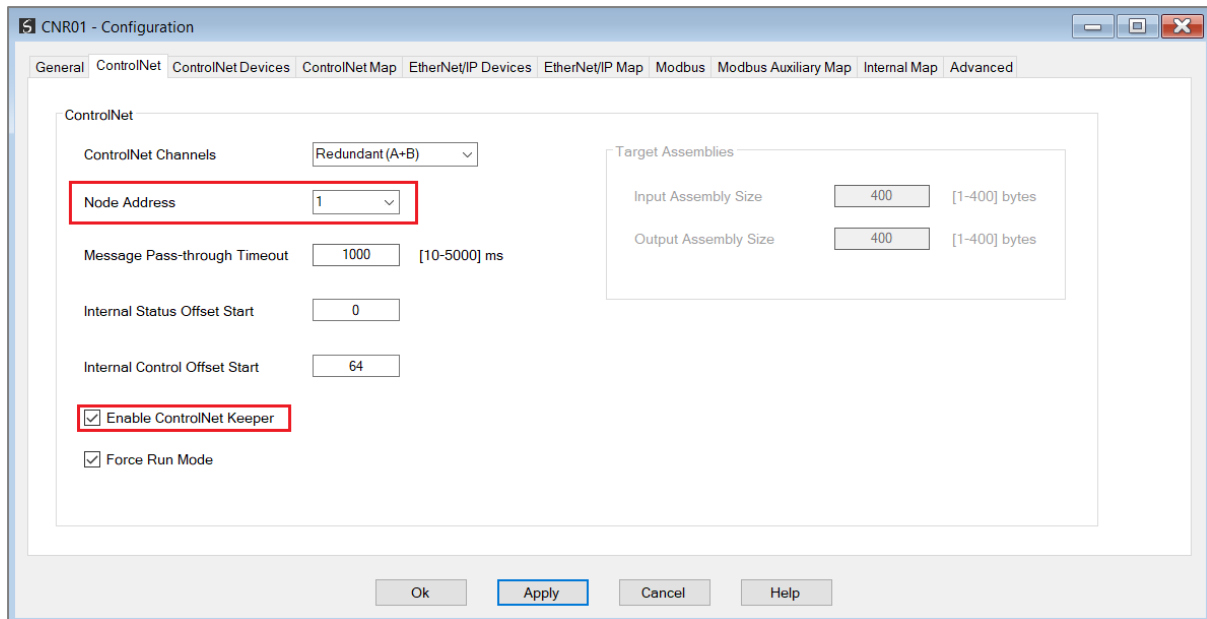 CNR01 - Configuration
General ControlNet ControlNet Devices ControlNet Map EtherNet/IP Devices EtherNet/IP Map Modbus Modbus Auxiliary Map Internal Map Advanced
ControlNet
ControlNet Channels Redundant (A+B)
Node Address 1
Message Pass-through Timeout 1000 [10-5000] ms
Internal Status Offset Start 0
Internal Control Offset Start 64
Enable ControlNet Keeper
Force Run Mode
Target Assemblies
Input Assembly Size 400 [1-400] bytes
Output Assembly Size 400 [1-400] bytes
Ok Apply Cancel Help